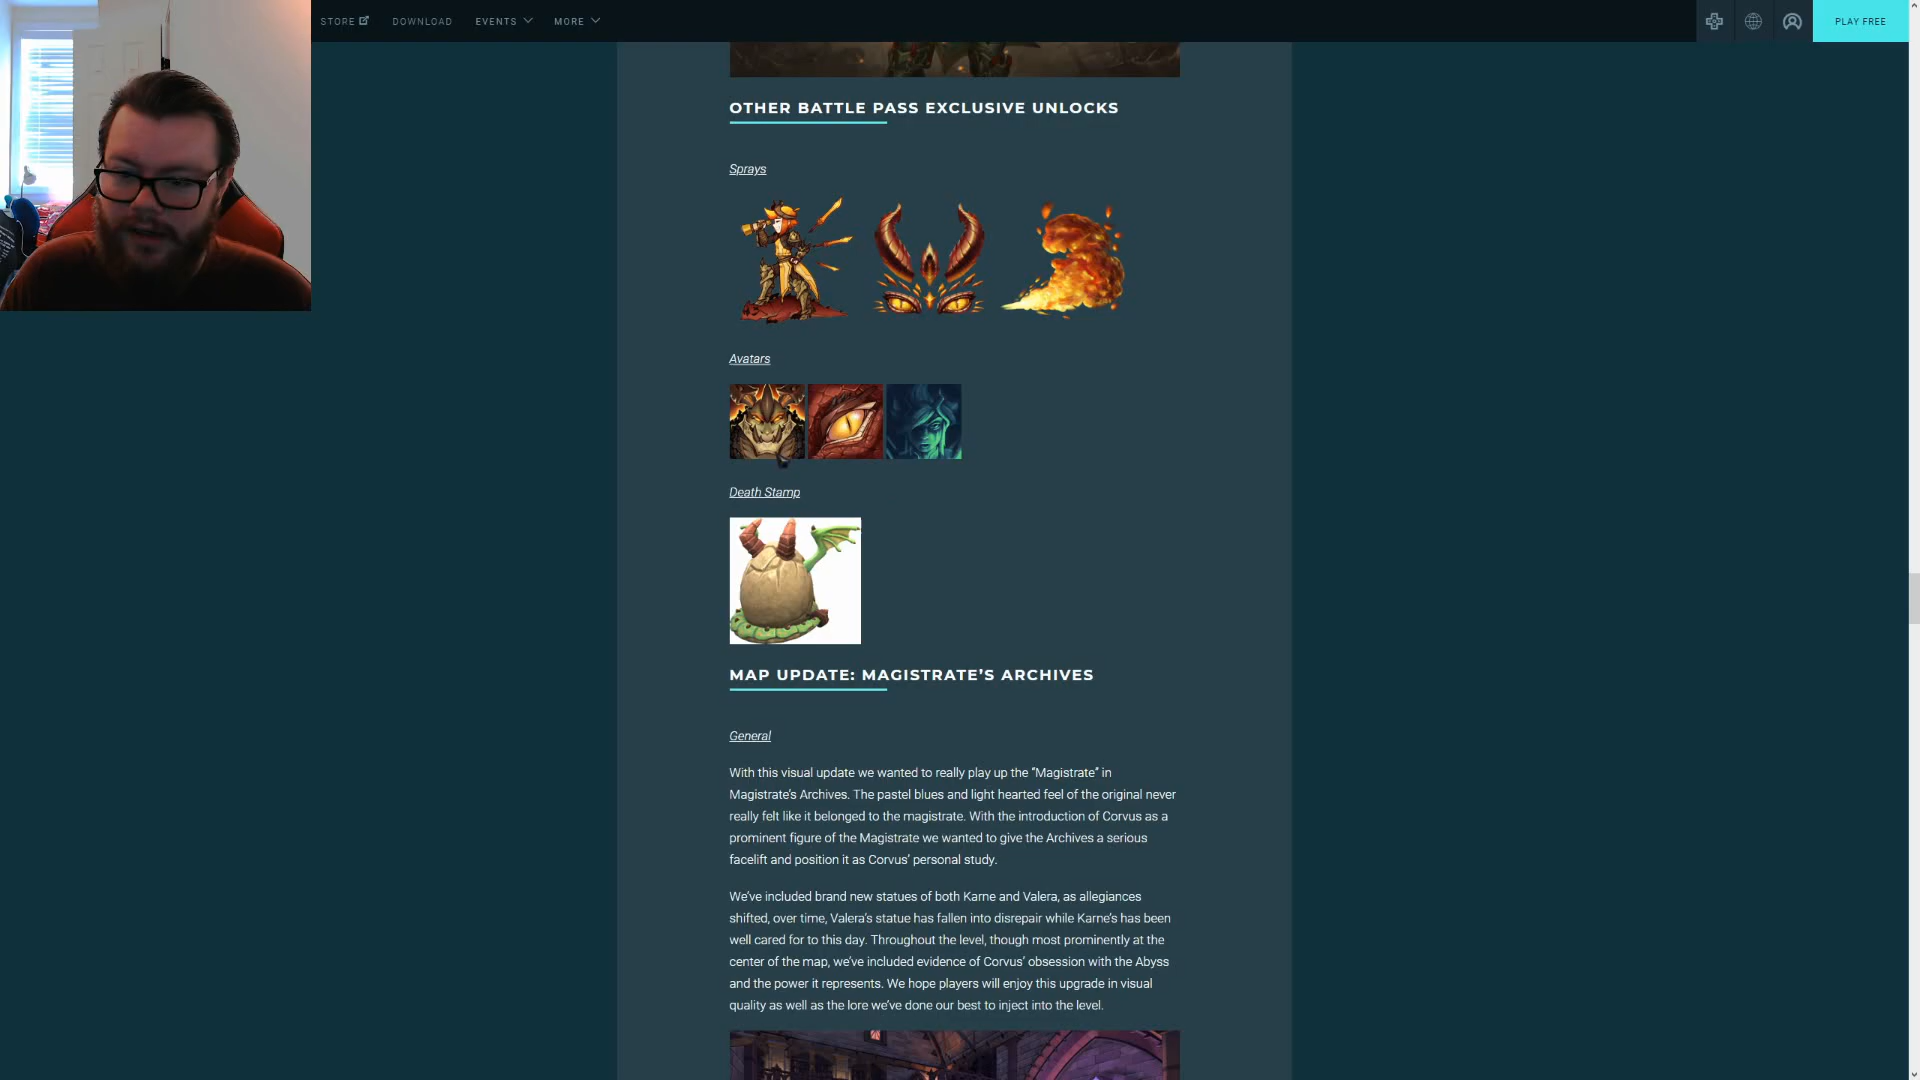 STORE DOWNLOAD EVENTS MORE PLAY FREE
OTHER BATTLE PASS EXCLUSIVE UNLOCKS
Sprays
Avatars
Death Stamp
MAP UPDATE: MAGISTRATE’S ARCHIVES
General
With this visual update we wanted to really play up the “Magistrate” in
Magistrate’s Archives. The pastel blues and light hearted feel of the original never
really felt like it belonged to the magistrate. With the introduction of Corvus as a
prominent figure of the Magistrate we wanted to give the Archives a serious
facelift and position it as Corvus’ personal study.
We’ve included brand new statues of both Karne and Valera, as allegiances
shifted, over time, Valera’s statue has fallen into disrepair while Karne’s has been
well cared for to this day. Throughout the level, though most prominently at the
center of the map, we’ve included evidence of Corvus’ obsession with the Abyss
and the power it represents. We hope players will enjoy this upgrade in visual
quality as well as the lore we’ve done our best to inject into the level.